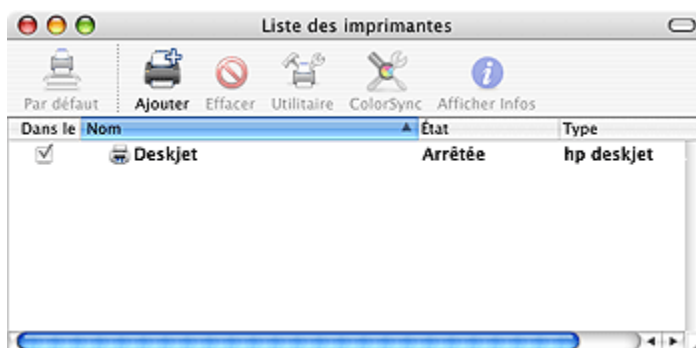 Liste des imprimantes
Par défaut Ajouter Effacer Utilitaire ColorSync Afficher Infos
Dans le Nom État Type
Deskjet Arrêtée hp deskjet